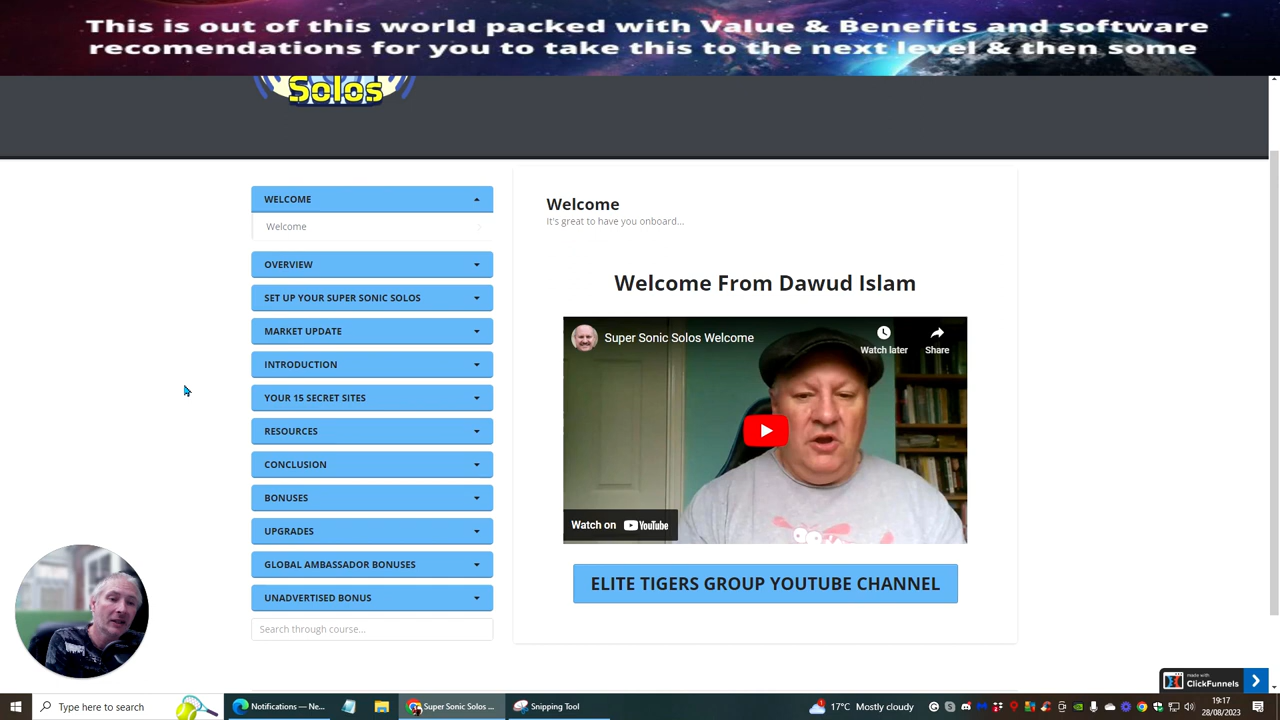 This is out of this world packed with Value & Benefits and software
recomendations for you to take this to the next level & then some
Solos
WELCOME
Welcome
OVERVIEW
SET UP YOUR SUPER SONIC SOLOS
MARKET UPDATE
INTRODUCTION
YOUR 15 SECRET SITES
RESOURCES
CONCLUSION
BONUSES
UPGRADES
GLOBAL AMBASSADOR BONUSES
UNADVERTISED BONUS
Search through course...
Welcome
It's great to have you onboard...
Welcome From Dawud Islam
Super Sonic Solos Welcome
Watch later
Share
Watch on YouTube
ELITE TIGERS GROUP YOUTUBE CHANNEL
made with
ClickFunnels
Type here to search
Notifications — Ne...
Super Sonic Solos ...
Snipping Tool
17°C Mostly cloudy
19:17
28/08/2023